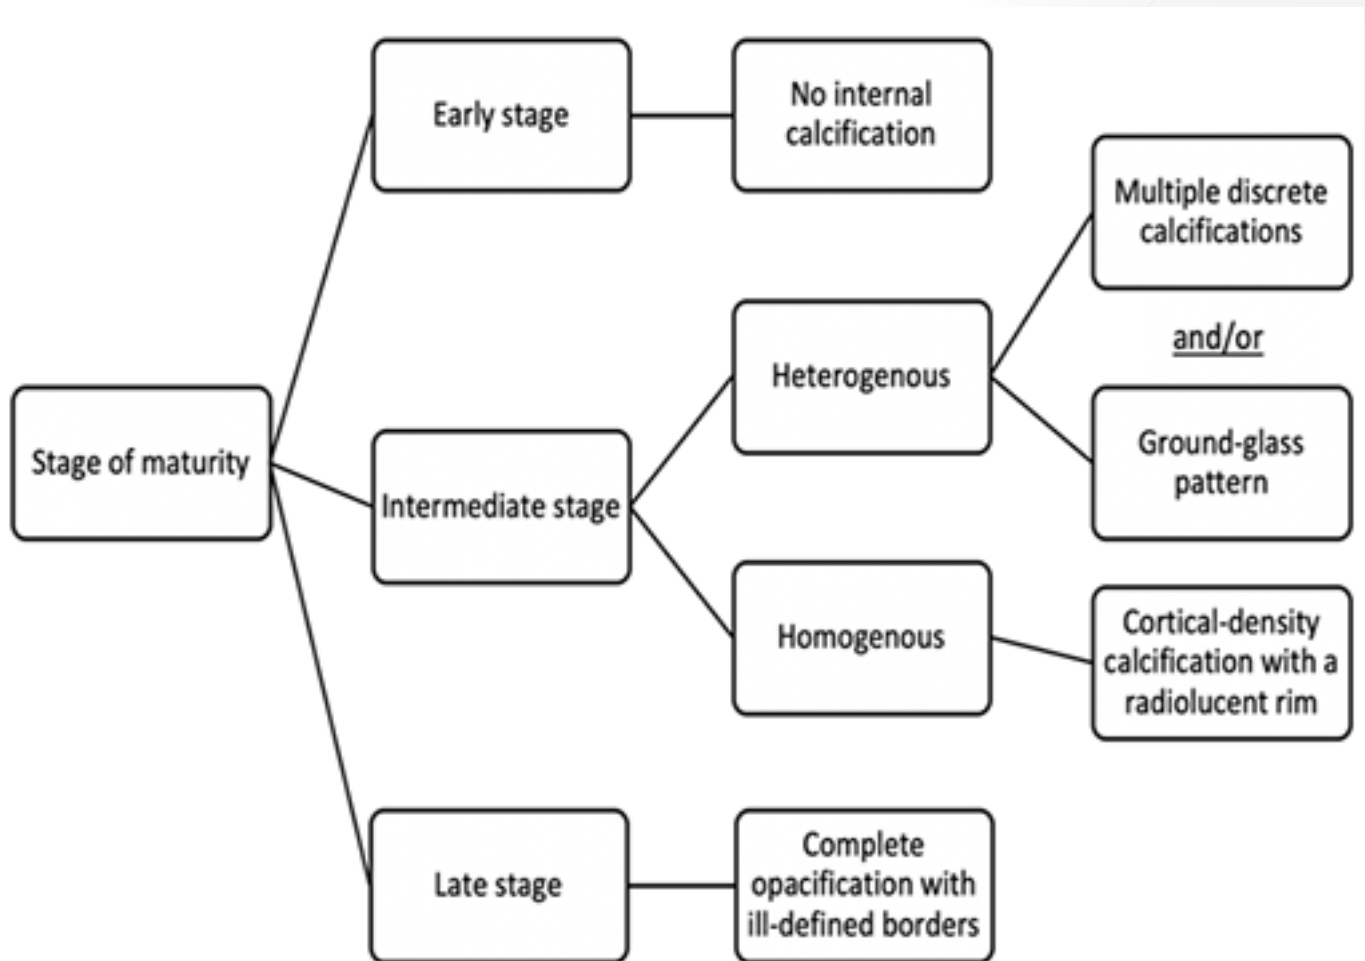 Early stage
No internal
calcification
Multiple discrete
calcifications
and/or
Heterogenous
Ground-glass
pattern
Stage of maturity
Intermediate stage
Homogenous
Cortical-density
calcification with a
radiolucent rim
Late stage
Complete
opacification with
ill-defined borders